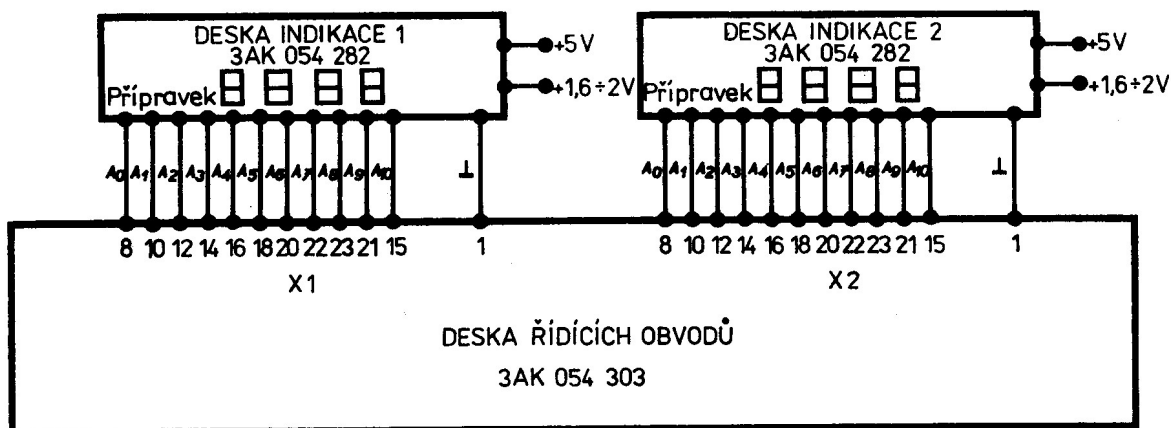 DESKA INDIKACE 1
3AK 054 282
Přípravek
+5V
+1,6÷2V
A0 A1 A2 A3 A4 A5 A6 A7 A8 A9 A10 ⊥
8 10 12 14 16 18 20 22 23 21 15 1
X1
DESKA INDIKACE 2
3AK 054 282
Přípravek
+5V
+1,6÷2V
A0 A1 A2 A3 A4 A5 A6 A7 A8 A9 A10 ⊥
8 10 12 14 16 18 20 22 23 21 15 1
X2
DESKA ŘÍDÍCÍCH OBVODŮ
3AK 054 303